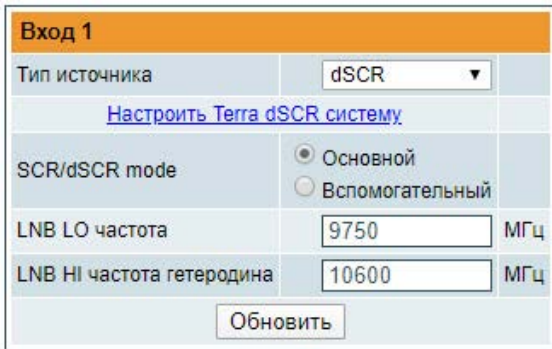 Вход 1
Тип источника dSCR
Настроить Terra dSCR систему
SCR/dSCR mode Основной
Вспомогательный
LNB LO частота 9750 МГц
LNB HI частота гетеродина 10600 МГц
Обновить